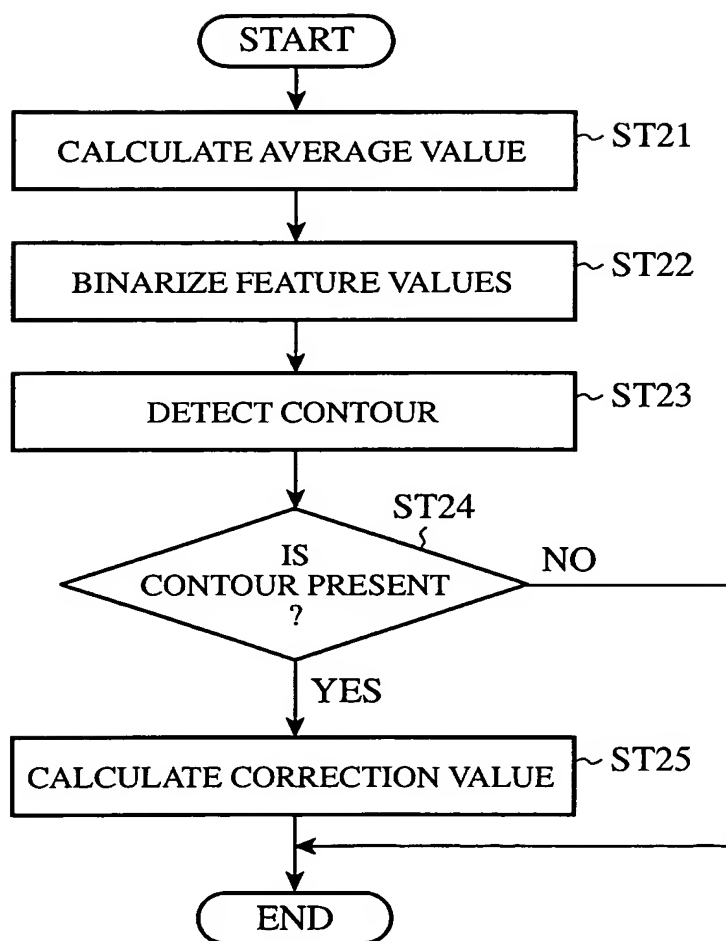 START
CALCULATE AVERAGE VALUE
ST21
BINARIZE FEATURE VALUES
ST22
DETECT CONTOUR
ST23
ST24
IS
CONTOUR PRESENT
?
NO
YES
CALCULATE CORRECTION VALUE
ST25
END